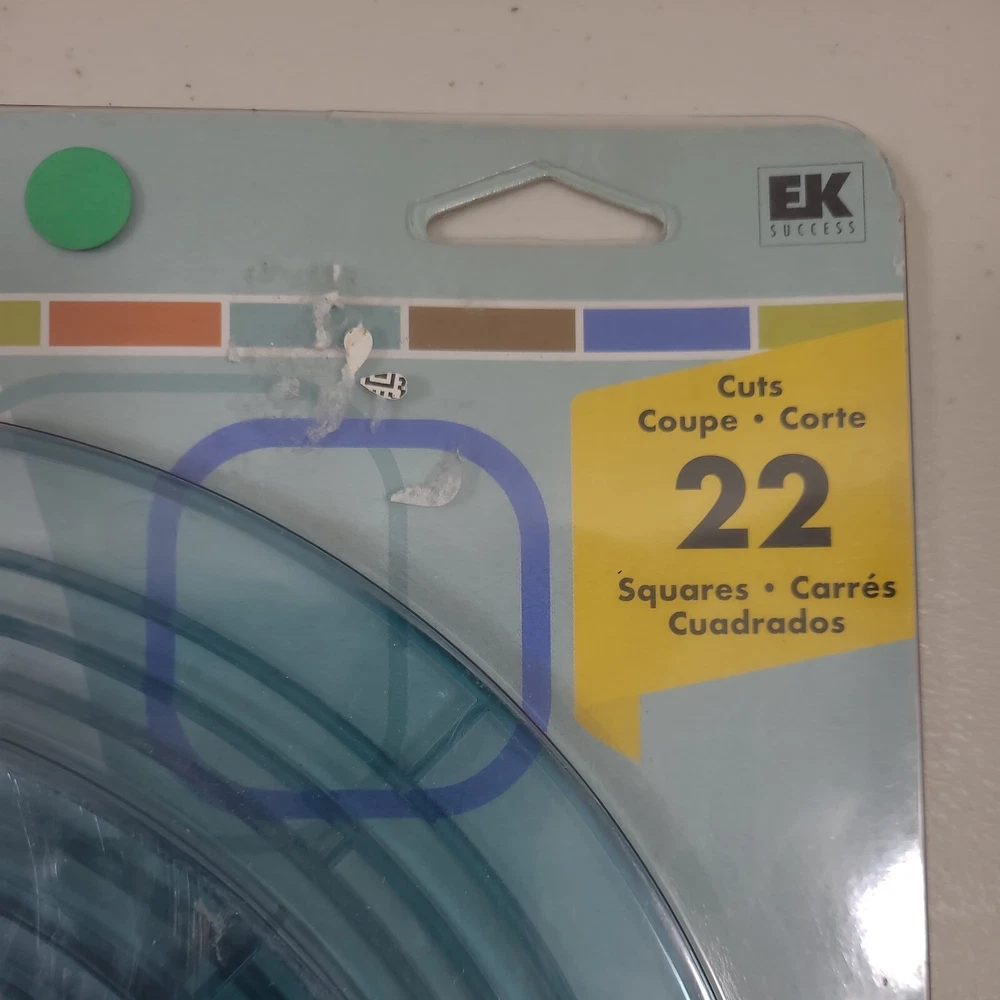 EK
SUCCESS
Cuts
Coupe • Corte
22
Squares • Carrés
Cuadrados